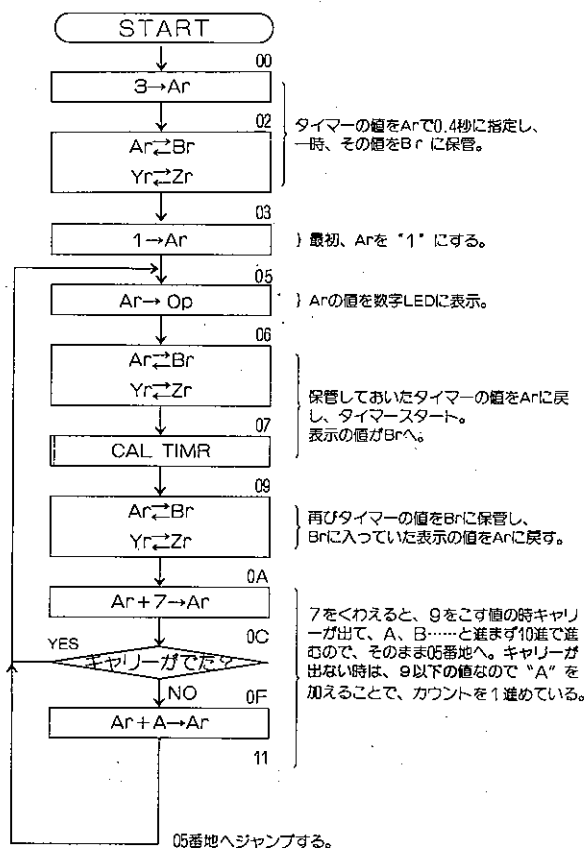 START
00
3→Ar
02
Ar⇄Br
Yr⇄Zr
タイマーの値をArで0.4秒に指定し、
一時、その値をBrに保管。
03
1→Ar
} 最初、Arを“1”にする。
05
Ar→Op
} Arの値を数字LEDに表示。
06
Ar⇄Br
Yr⇄Zr
07
CAL TIMR
保管しておいたタイマーの値をArに戻
し、タイマースタート。
表示の値がBrへ。
09
Ar⇄Br
Yr⇄Zr
再びタイマーの値をBrに保管し、
Brに入っていた表示の値をArに戻す。
0A
Ar+7→Ar
0C
YES
キャリーがでた?
NO
0F
Ar+A→Ar
11
7をくわえると、9をこす値の時キャリ
ーが出て、A、B……と進まず10進で進
むので、そのまま05番地へ。キャリーが
出ない時は、9以下の値なので“A”を
加えることで、カウントを1進めている。
05番地へジャンプする。